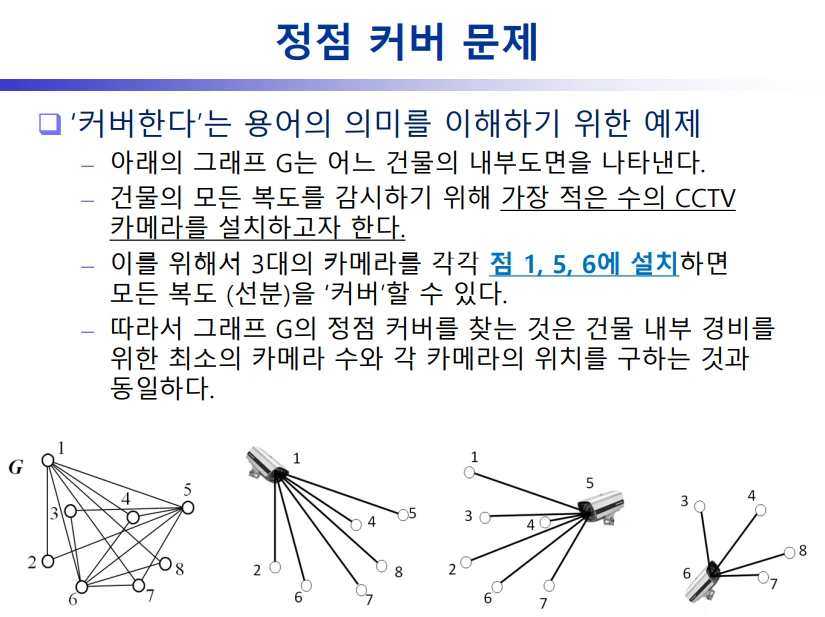 정점 커버 문제
❑ '커버한다'는 용어의 의미를 이해하기 위한 예제
– 아래의 그래프 G는 어느 건물의 내부도면을 나타낸다.
– 건물의 모든 복도를 감시하기 위해 가장 적은 수의 CCTV
카메라를 설치하고자 한다.
– 이를 위해서 3대의 카메라를 각각 점 1, 5, 6에 설치하면
모든 복도 (선분)을 '커버'할 수 있다.
– 따라서 그래프 G의 정점 커버를 찾는 것은 건물 내부 경비를
위한 최소의 카메라 수와 각 카메라의 위치를 구하는 것과
동일하다.
G
1
5
4
3
2
8
6
7
1
5
4
2
8
6
7
1
5
3
4
2
6
7
3
4
8
6
7